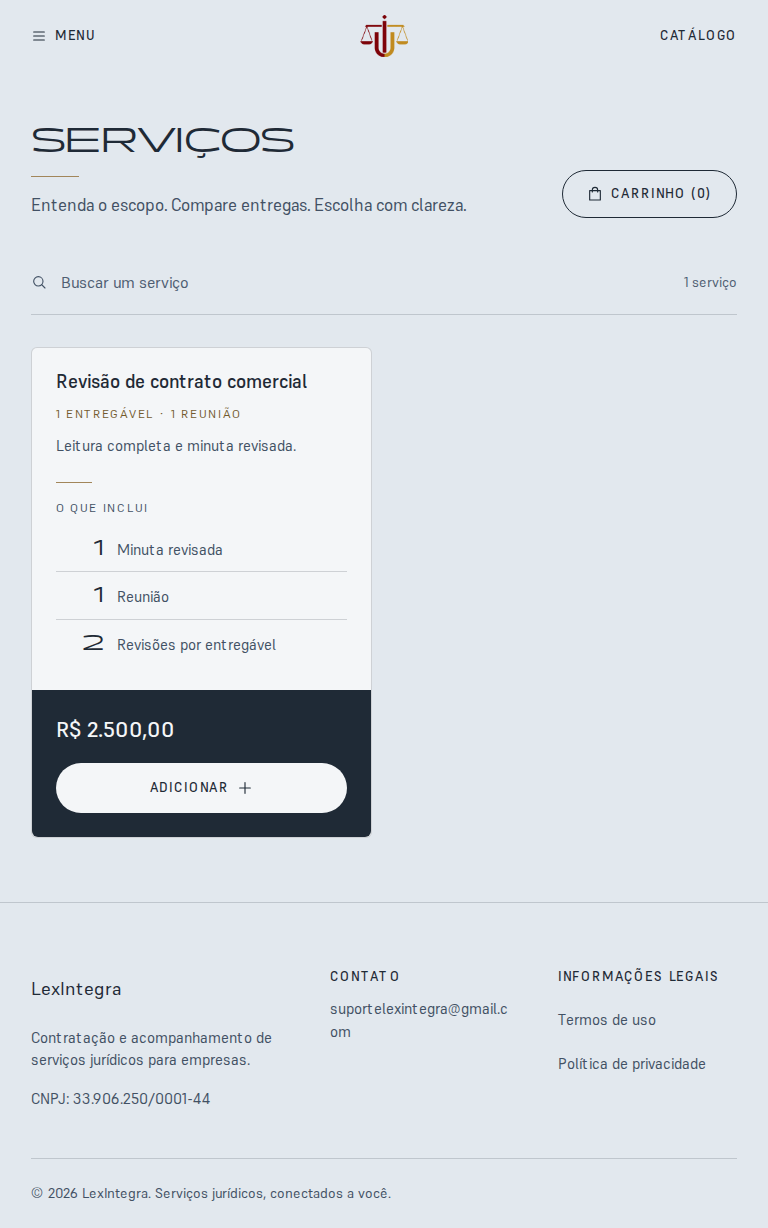 MENU
CATÁLOGO
SERVIÇOS
Entenda o escopo. Compare entregas. Escolha com clareza.
CARRINHO (0)
Buscar um serviço
1 serviço
Revisão de contrato comercial
1 ENTREGÁVEL · 1 REUNIÃO
Leitura completa e minuta revisada.
O QUE INCLUI
1 Minuta revisada
1 Reunião
2 Revisões por entregável
R$ 2.500,00
ADICIONAR
LexIntegra
Contratação e acompanhamento de
serviços jurídicos para empresas.
CNPJ: 33.906.250/0001-44
CONTATO
suportelexintegra@gmail.c
om
INFORMAÇÕES LEGAIS
Termos de uso
Política de privacidade
© 2026 LexIntegra. Serviços jurídicos, conectados a você.